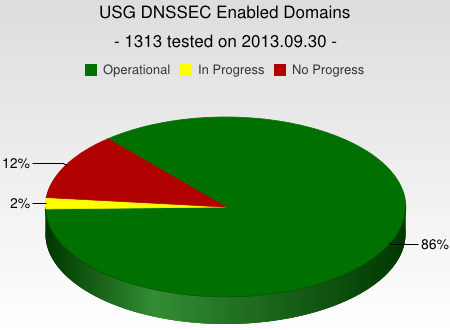 USG DNSSEC Enabled Domains
- 1313 tested on 2013.09.30 -
Operational In Progress No Progress
12%
2%
86%